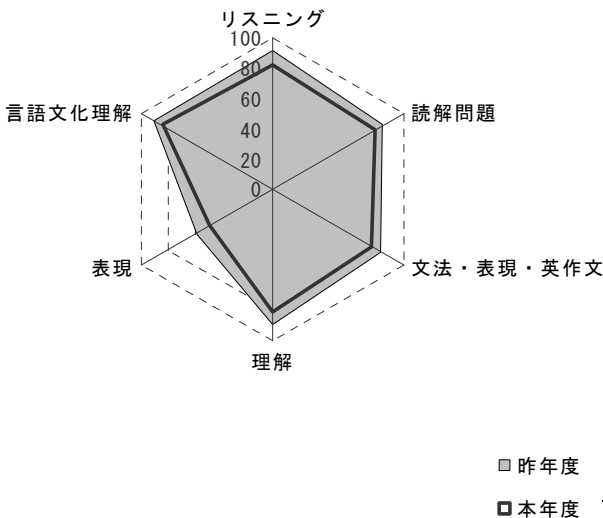 リスニング
100
80
60
40
20
0
言語文化理解
読解問題
表現
文法・表現・英作文
理解
昨年度
本年度